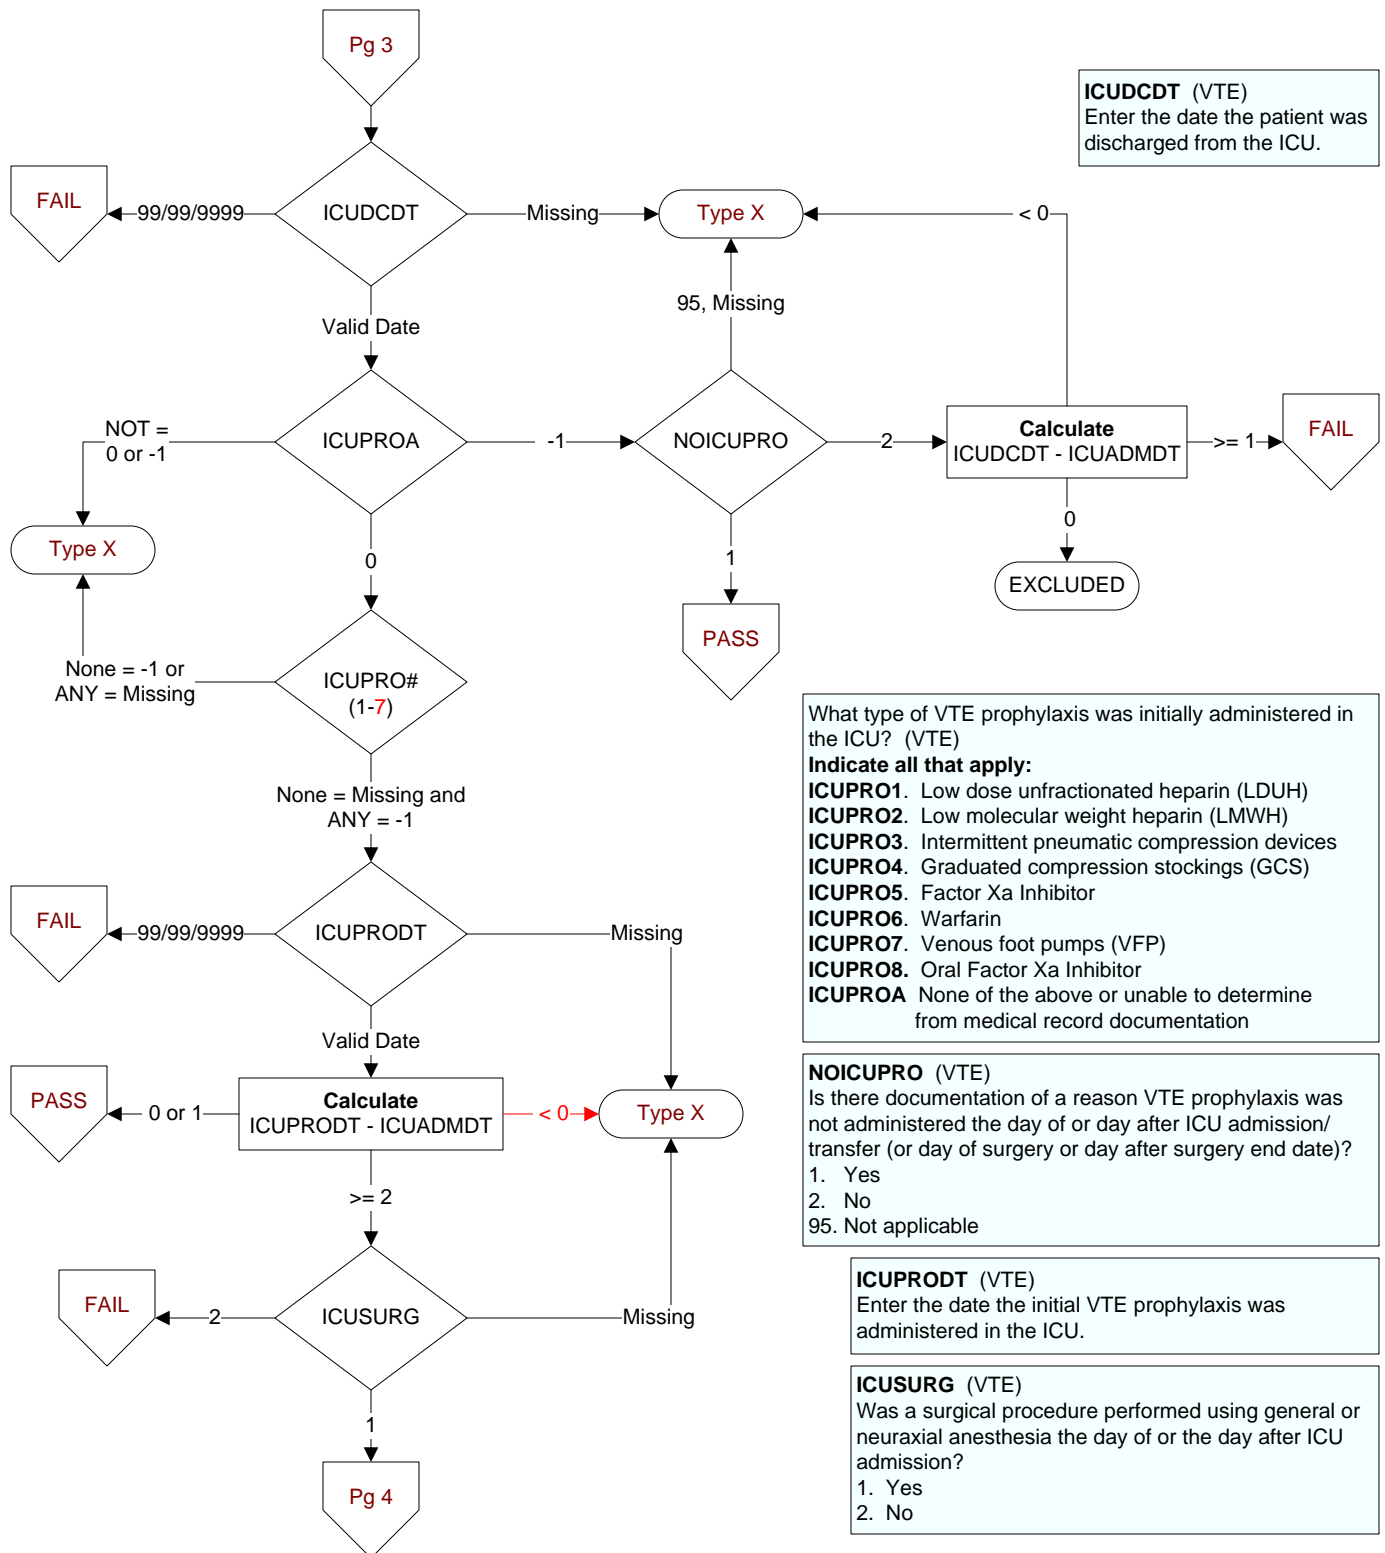 Pg 3
ICUDCDT (VTE)
Enter the date the patient was
discharged from the ICU.
FAIL
99/99/9999
ICUDCDT
Missing
Type X
< 0
95, Missing
Valid Date
NOT =
0 or -1
ICUPROA
-1
NOICUPRO
2
Calculate
ICUDCDT - ICUADMDT
>= 1
FAIL
Type X
0
1
0
EXCLUDED
PASS
None = -1 or
ANY = Missing
ICUPRO#
(1-7)
None = Missing and
ANY = -1
What type of VTE prophylaxis was initially administered in
the ICU? (VTE)
Indicate all that apply:
ICUPRO1. Low dose unfractionated heparin (LDUH)
ICUPRO2. Low molecular weight heparin (LMWH)
ICUPRO3. Intermittent pneumatic compression devices
ICUPRO4. Graduated compression stockings (GCS)
ICUPRO5. Factor Xa Inhibitor
ICUPRO6. Warfarin
ICUPRO7. Venous foot pumps (VFP)
ICUPRO8. Oral Factor Xa Inhibitor
ICUPROA None of the above or unable to determine
from medical record documentation
FAIL
99/99/9999
ICUPRODT
Missing
Valid Date
PASS
0 or 1
Calculate
ICUPRODT - ICUADMDT
< 0
Type X
NOICUPRO (VTE)
Is there documentation of a reason VTE prophylaxis was
not administered the day of or day after ICU admission/
transfer (or day of surgery or day after surgery end date)?
1. Yes
2. No
95. Not applicable
>= 2
FAIL
2
ICUSURG
Missing
ICUPRODT (VTE)
Enter the date the initial VTE prophylaxis was
administered in the ICU.
ICUSURG (VTE)
Was a surgical procedure performed using general or
neuraxial anesthesia the day of or the day after ICU
admission?
1. Yes
2. No
1
Pg 4